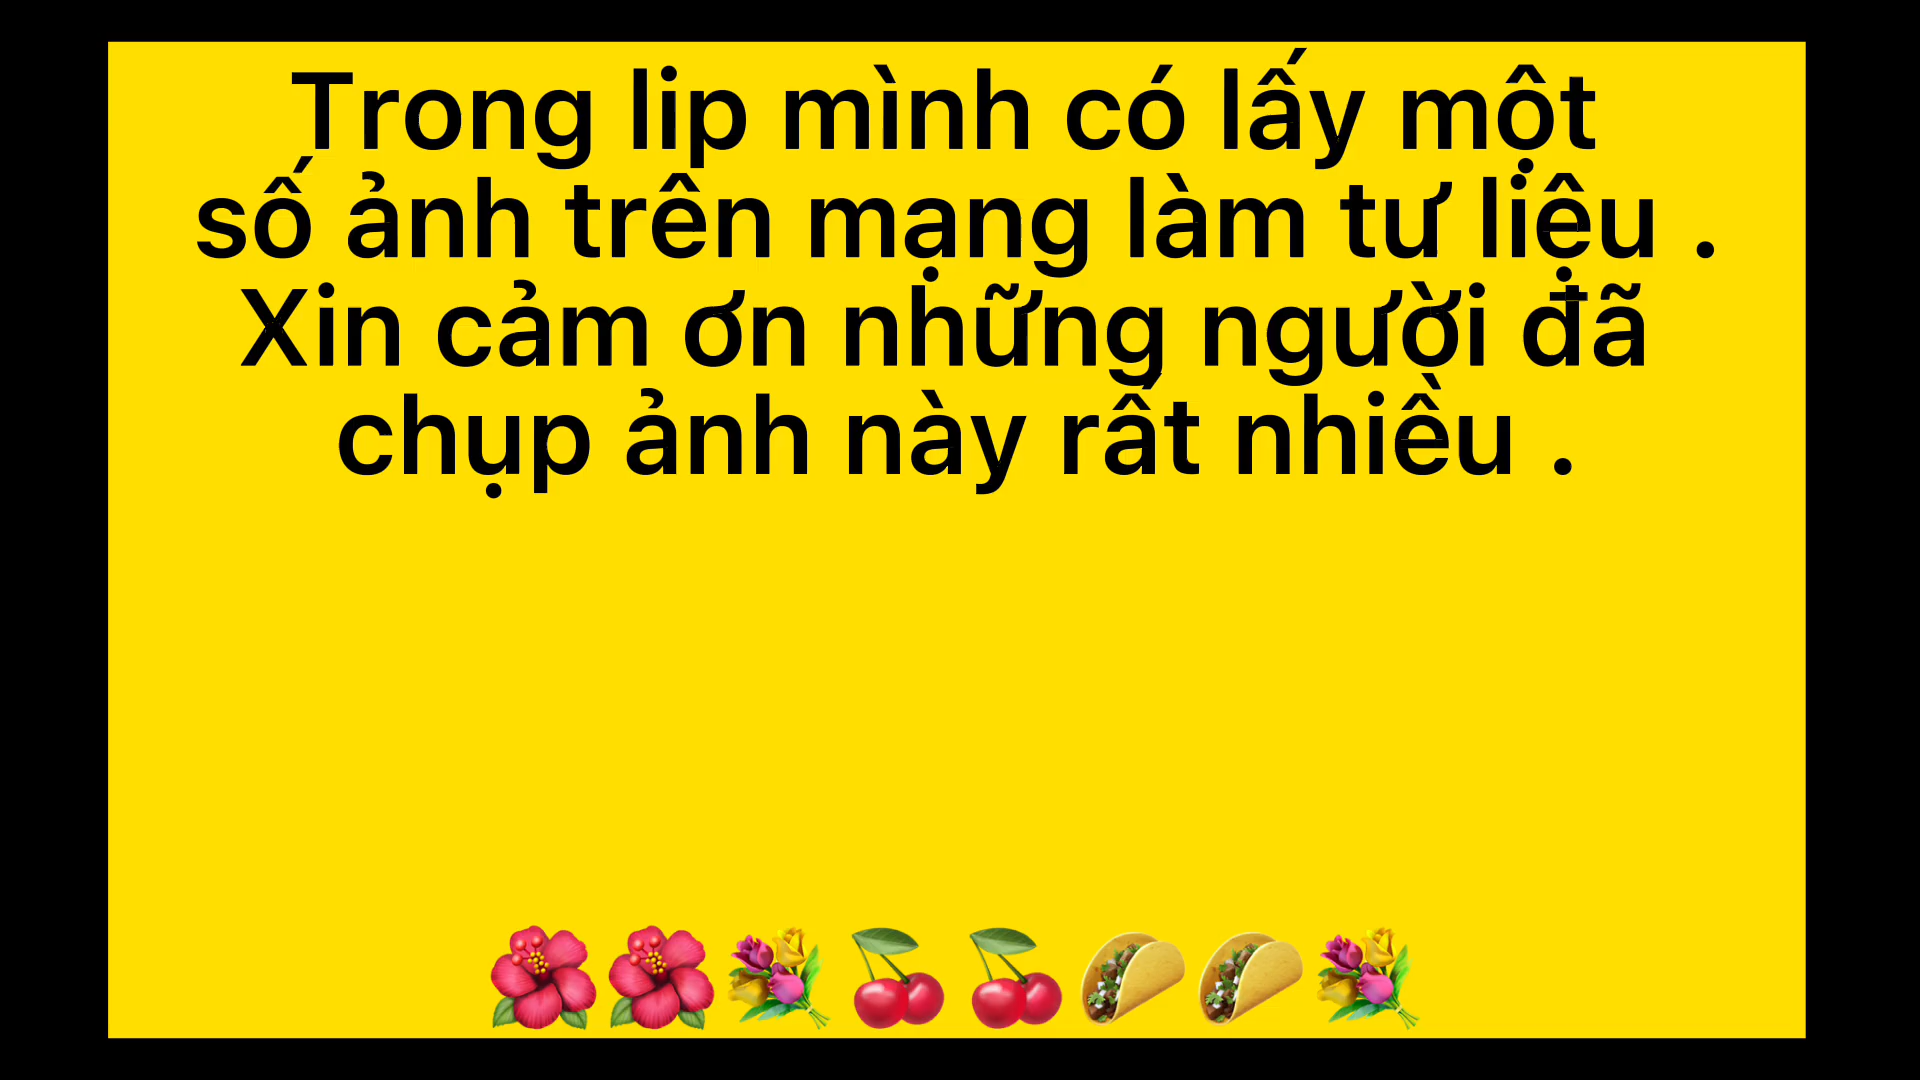 Trong lip mình có lấy một
số ảnh trên mạng làm tư liệu .
Xin cảm ơn những người đã
chụp ảnh này rất nhiều .